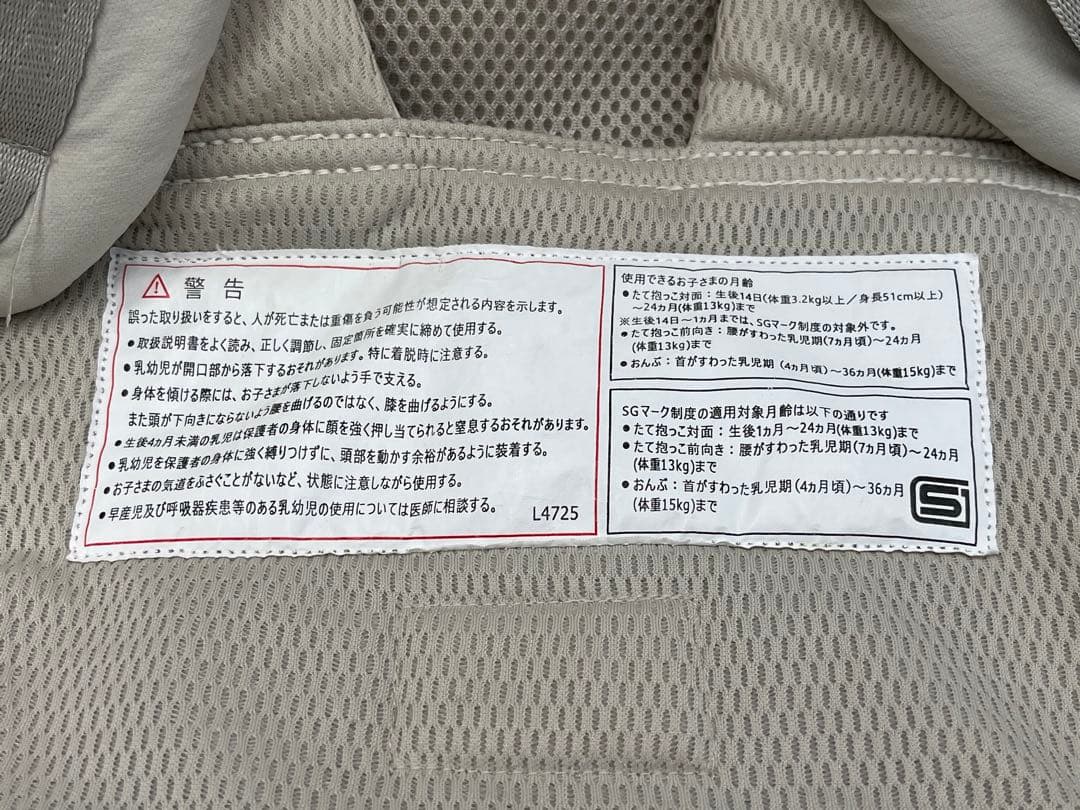 警告
誤った取り扱いをすると、人が死亡または重傷を負う可能性が想定される内容を示します。
●取扱説明書をよく読み、正しく調節し、固定箇所を確実に締めて使用する。
●乳幼児が開口部から落下するおそれがあります。特に着脱時に注意する。
●身体を傾ける際には、お子さまが落下しないよう手で支える。
また頭が下向きにならないよう腰を曲げるのではなく、膝を曲げるようにする。
●生後4カ月未満の乳児は保護者の身体に顔を強く押し当てられると窒息するおそれがあります。
●乳幼児を保護者の身体に強く縛りつけずに、頭部を動かす余裕があるように装着する。
●お子さまの気道をふさぐことがないなど、状態に注意しながら使用する。
●早産児及び呼吸器疾患等のある乳幼児の使用については医師に相談する。
L4725
使用できるお子さまの月齢
●たて抱っこ対面：生後14日(体重3.2kg以上／身長51cm以上)
～24カ月(体重13kg)まで
※生後14日～1カ月までは、SGマーク制度の対象外です。
●たて抱っこ前向き：腰がすわった乳児期(7カ月頃)～24カ月
(体重13kg)まで
●おんぶ：首がすわった乳児期 (4カ月頃)～36カ月(体重15kg)まで
SGマーク制度の適用対象月齢は以下の通りです
●たて抱っこ対面：生後1カ月～24カ月(体重13kg)まで
●たて抱っこ前向き：腰がすわった乳児期(7カ月頃)～24カ月
(体重13kg)まで
●おんぶ：首がすわった乳児期 (4カ月頃)～36カ月
(体重15kg)まで
SG